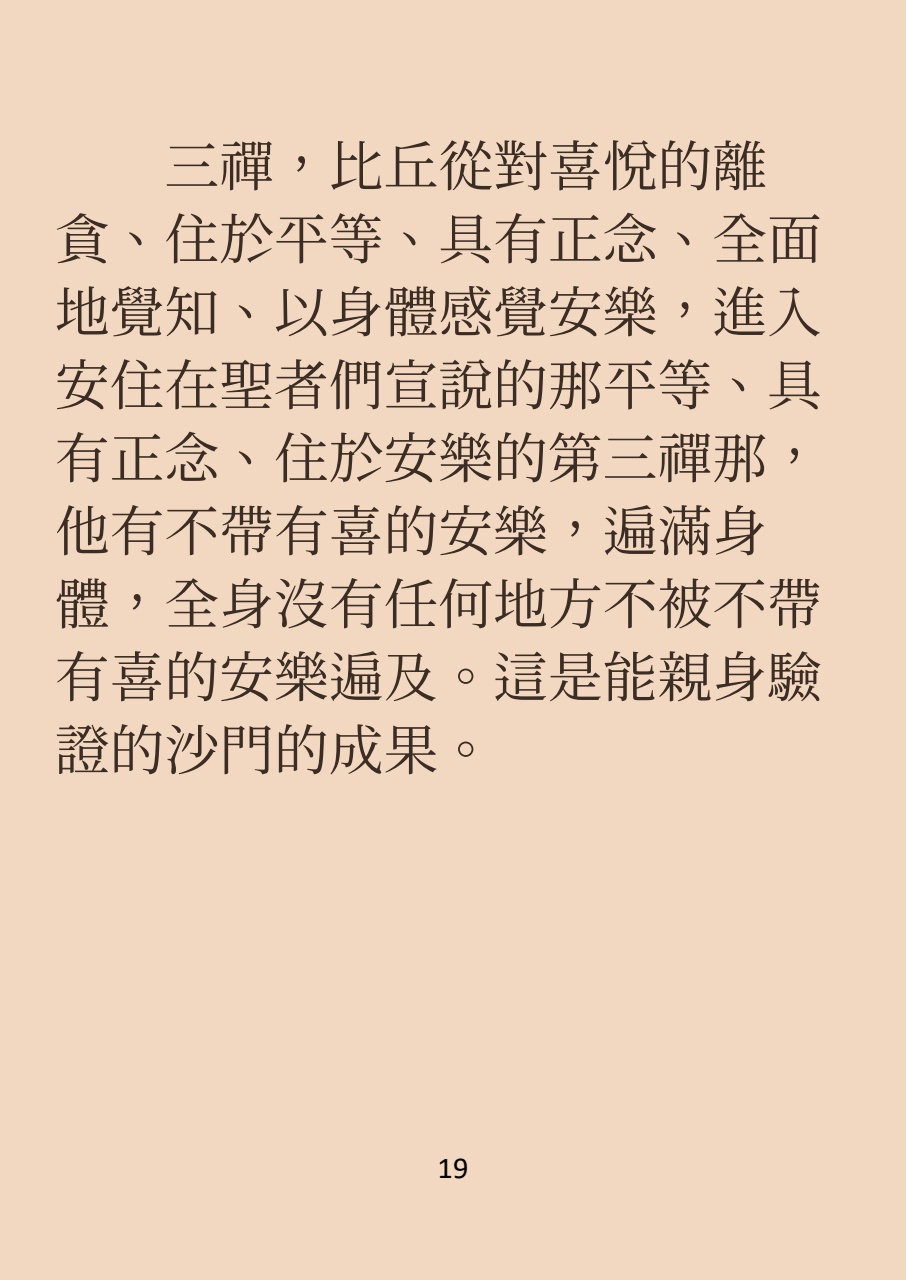 三禪，比丘從對喜悅的離
貪、住於平等、具有正念、全面
地覺知、以身體感覺安樂，進入
安住在聖者們宣說的那平等、具
有正念、住於安樂的第三禪那，
他有不帶有喜的安樂，遍滿身
體，全身沒有任何地方不被不帶
有喜的安樂遍及。這是能親身驗
證的沙門的成果。
19